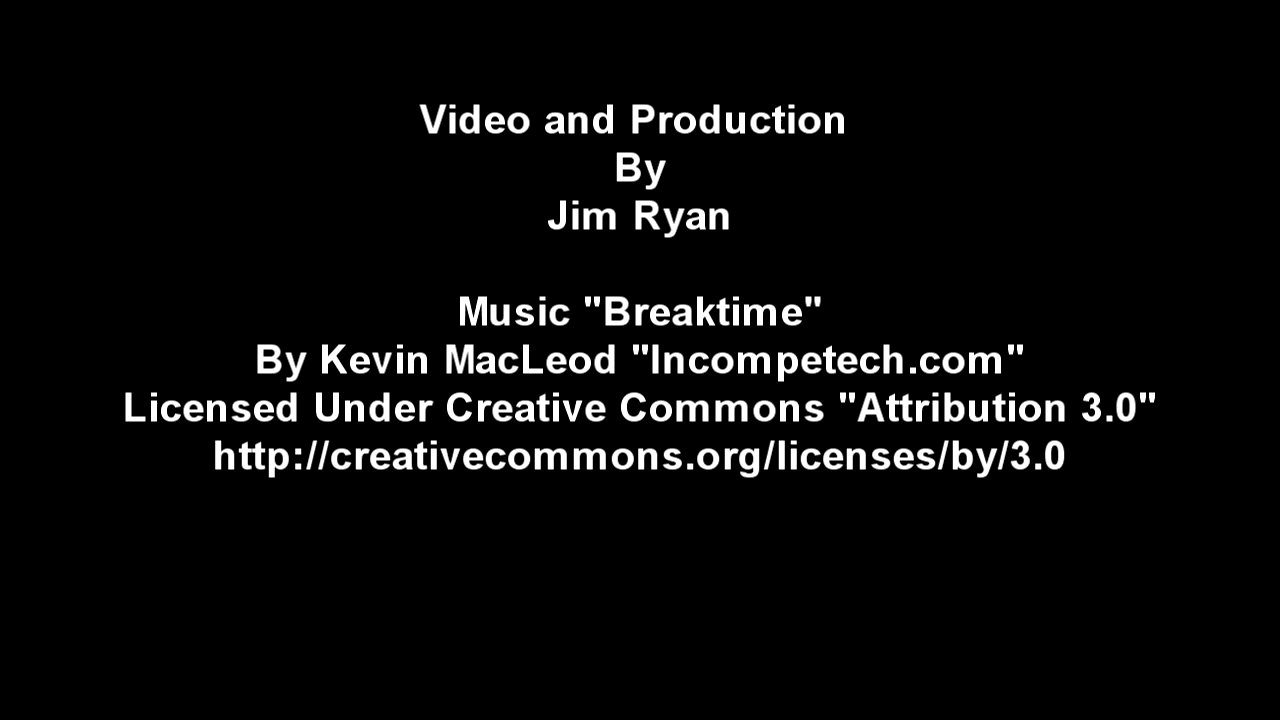 Video and Production
By
Jim Ryan
Music "Breaktime"
By Kevin MacLeod "Incompetech.com"
Licensed Under Creative Commons "Attribution 3.0"
http://creativecommons.org/licenses/by/3.0